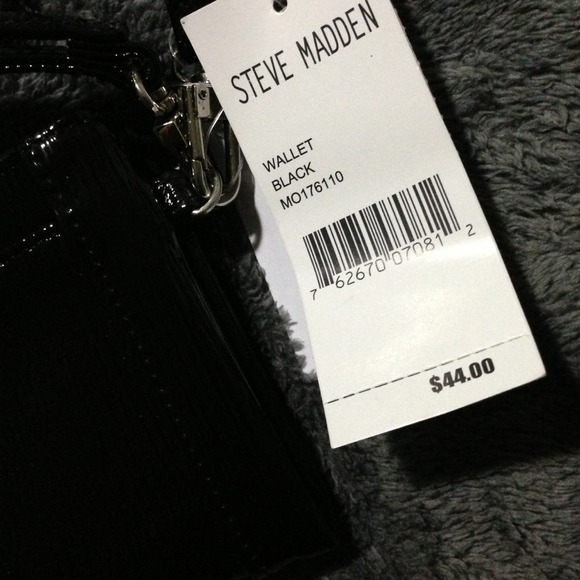 STEVE MADDEN
WALLET
BLACK
MO176110
7 62670 07081 2
$44.00